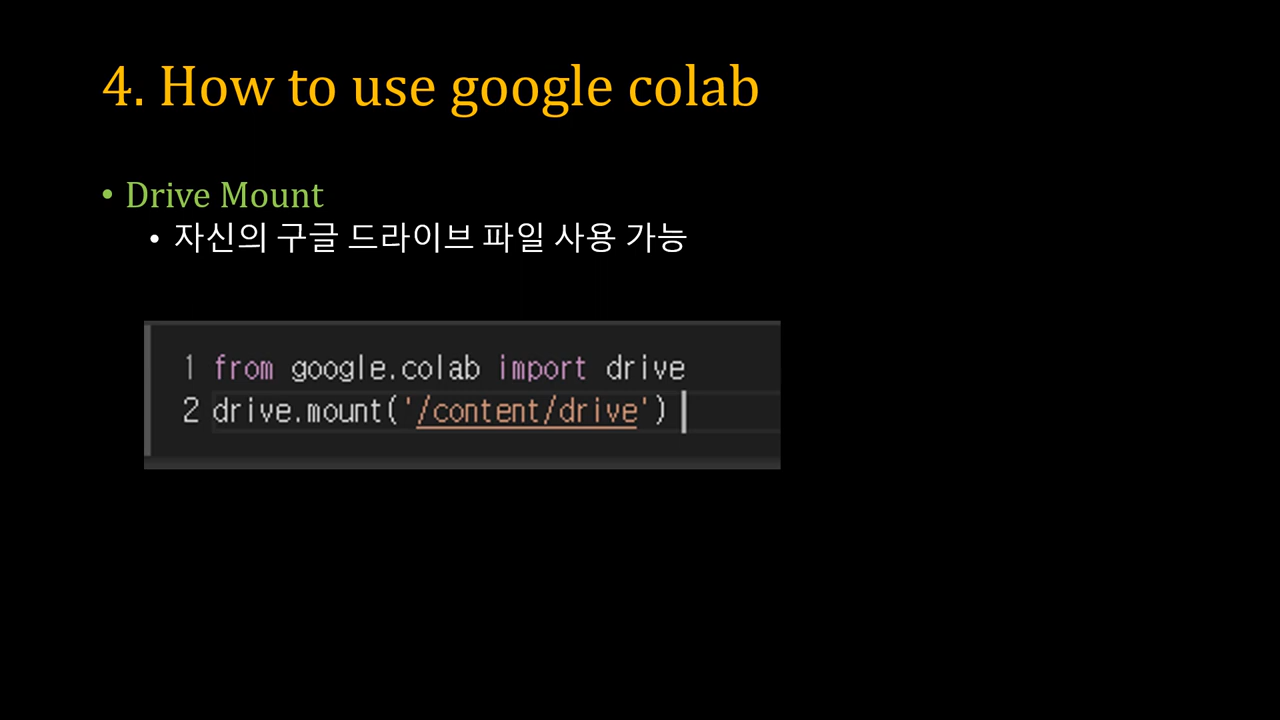 4. How to use google colab
• Drive Mount
• 자신의 구글 드라이브 파일 사용 가능
1 from google.colab import drive
2 drive.mount('/content/drive')